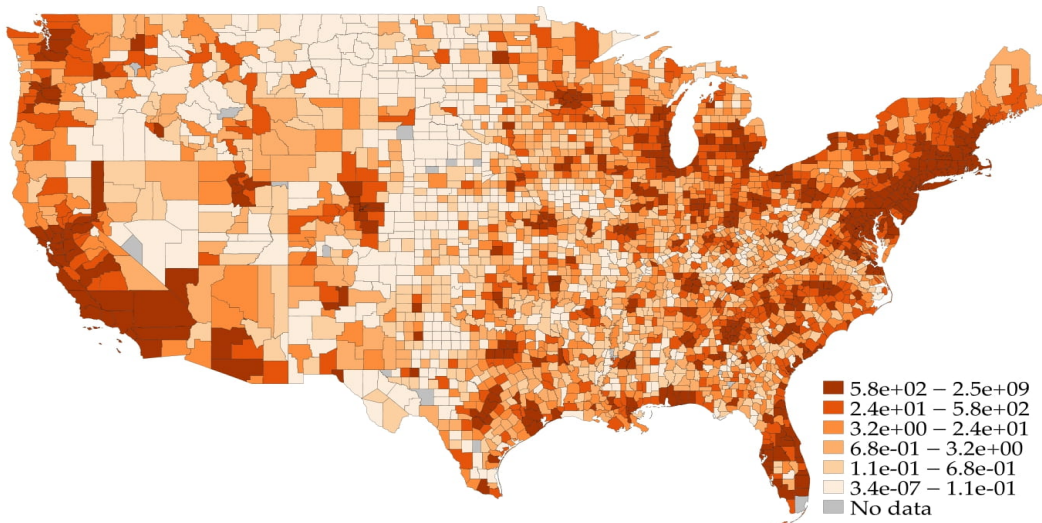 5.8e+02 – 2.5e+09
2.4e+01 – 5.8e+02
3.2e+00 – 2.4e+01
6.8e-01 – 3.2e+00
1.1e-01 – 6.8e-01
3.4e-07 – 1.1e-01
No data